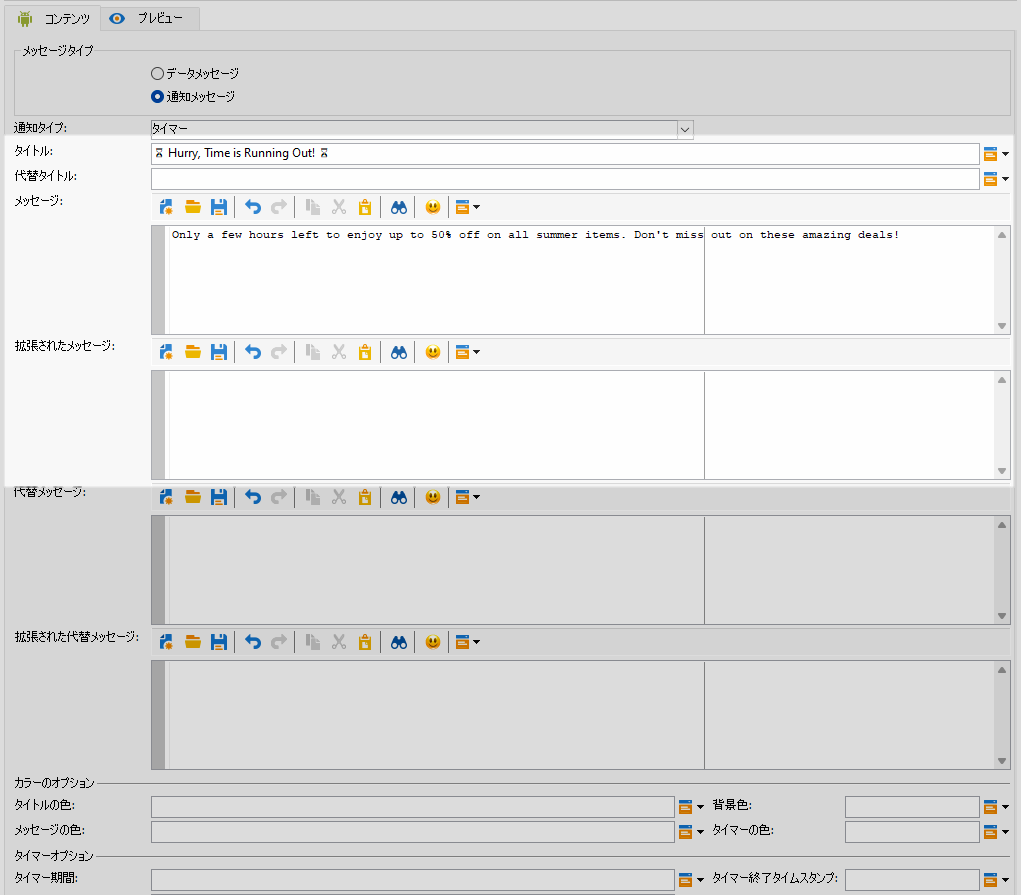 コンテンツ
プレビュー
メッセージタイプ
データメッセージ
通知メッセージ
通知タイプ:
タイマー
タイトル:
⌛ Hurry, Time is Running Out! ⌛
代替タイトル:
メッセージ:
Only a few hours left to enjoy up to 50% off on all summer items. Don't miss out on these amazing deals!
拡張されたメッセージ:
代替メッセージ:
拡張された代替メッセージ:
カラーのオプション
タイトルの色:
背景色:
メッセージの色:
タイマーの色:
タイマーオプション
タイマー期間:
タイマー終了タイムスタンプ: